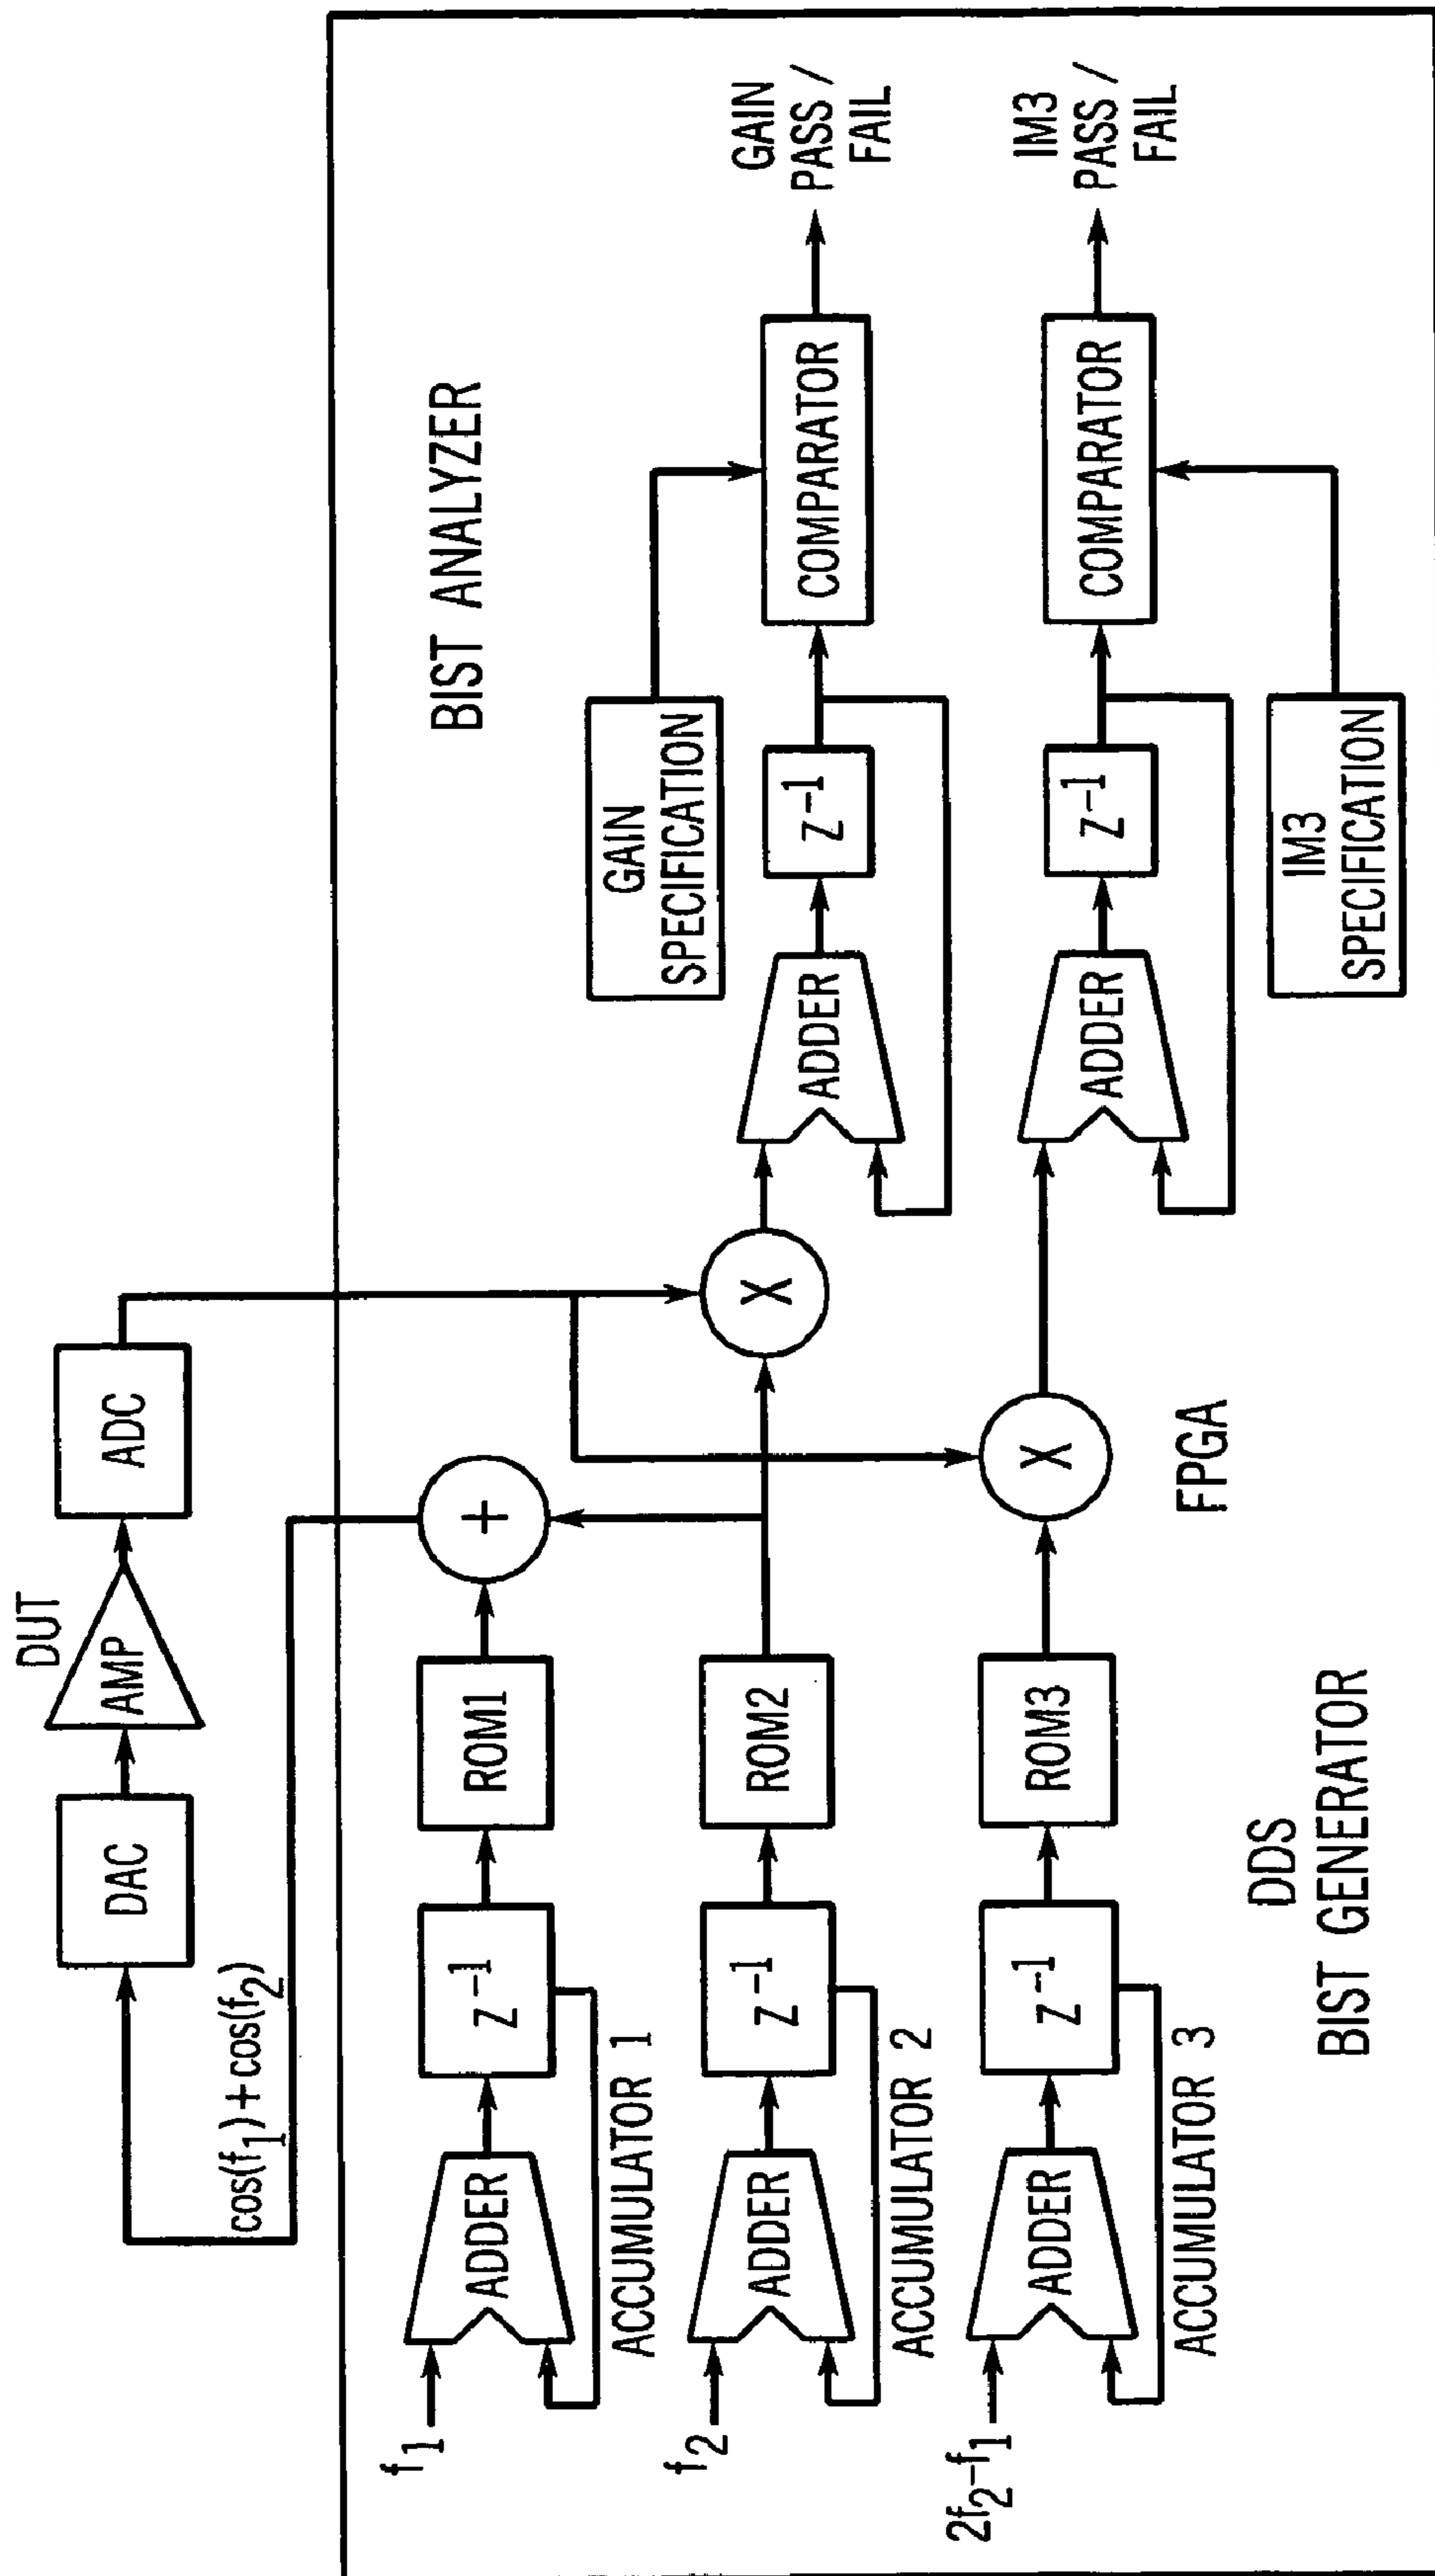 DUT
DAC
AMP
ADC
cos(f₁)+cos(f₂)
f₁
ADDER
Z⁻¹
ROM1
+
ACCUMULATOR 1
f₂
ADDER
Z⁻¹
ROM2
X
ACCUMULATOR 2
2f₂-f₁
ADDER
Z⁻¹
ROM3
X
ACCUMULATOR 3
DDS
BIST GENERATOR
FPGA
BIST ANALYZER
GAIN
SPECIFICATION
ADDER
Z⁻¹
COMPARATOR
GAIN
PASS /
FAIL
ADDER
Z⁻¹
COMPARATOR
IM3
PASS /
FAIL
IM3
SPECIFICATION